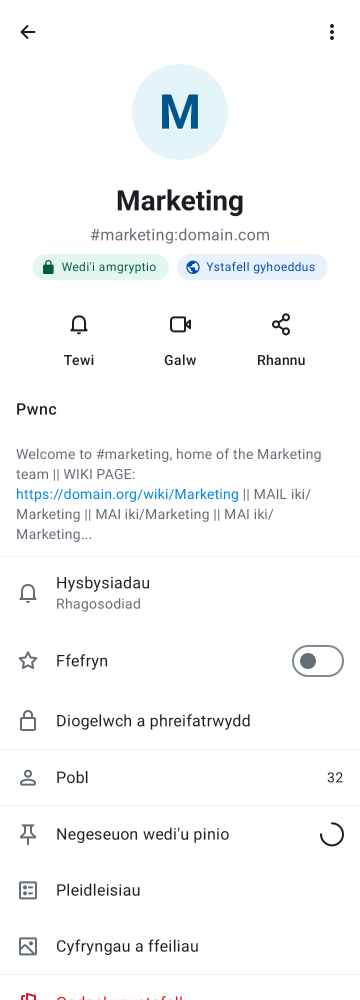 M
Marketing
#marketing:domain.com
Wedi'i amgryptio
Ystafell gyhoeddus
Tewi
Galw
Rhannu
Pwnc
Welcome to #marketing, home of the Marketing
team || WIKI PAGE:
https://domain.org/wiki/Marketing || MAIL iki/
Marketing || MAI iki/Marketing || MAI iki/
Marketing...
Hysbysiadau
Rhagosodiad
Ffefryn
Diogelwch a phreifatrwydd
Pobl
32
Negeseuon wedi'u pinio
Pleidleisiau
Cyfryngau a ffeiliau